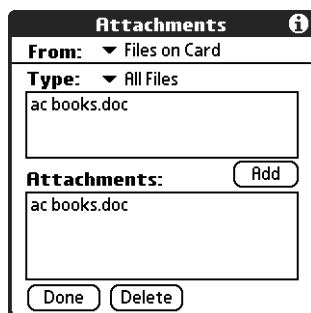 Attachments
From: Files on Card
Type: All Files
ac books.doc
Add
Attachments:
ac books.doc
Done Delete